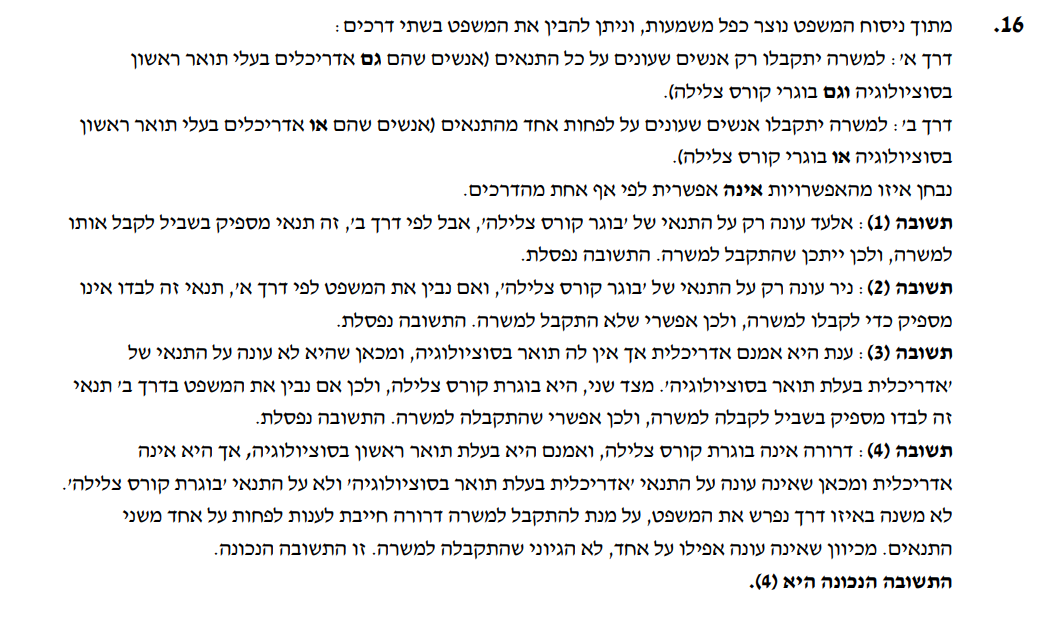 16. מתוך ניסוח המשפט נוצר כפל משמעות, וניתן להבין את המשפט בשתי דרכים:
דרך א': למשרה יתקבלו רק אנשים שעונים על כל התנאים (אנשים שהם גם אדריכלים בעלי תואר ראשון
בסוציולוגיה וגם בוגרי קורס צלילה).
דרך ב': למשרה יתקבלו אנשים שעונים על לפחות אחד מהתנאים (אנשים שהם או אדריכלים בעלי תואר ראשון
בסוציולוגיה או בוגרי קורס צלילה).
נבחן איזו מהאפשרויות אינה אפשרית לפי אף אחת מהדרכים.
תשובה (1): אלעד עונה רק על התנאי של 'בוגר קורס צלילה', אבל לפי דרך ב', זה תנאי מספיק בשביל לקבל אותו
למשרה, ולכן ייתכן שהתקבל למשרה. התשובה נפסלת.
תשובה (2): ניר עונה רק על התנאי של 'בוגר קורס צלילה', ואם נבין את המשפט לפי דרך א', תנאי זה לבדו אינו
מספיק כדי לקבלו למשרה, ולכן אפשרי שלא התקבל למשרה. התשובה נפסלת.
תשובה (3): ענת היא אמנם אדריכלית אך אין לה תואר בסוציולוגיה, ומכאן שהיא לא עונה על התנאי של
'אדריכלית בעלת תואר בסוציולוגיה'. מצד שני, היא בוגרת קורס צלילה, ולכן אם נבין את המשפט בדרך ב' תנאי
זה לבדו מספיק בשביל לקבלה למשרה, ולכן אפשרי שהתקבלה למשרה. התשובה נפסלת.
תשובה (4): דרורה אינה בוגרת קורס צלילה, ואמנם היא בעלת תואר ראשון בסוציולוגיה, אך היא אינה
אדריכלית ומכאן שאינה עונה על התנאי 'אדריכלית בעלת תואר בסוציולוגיה' ולא על התנאי 'בוגרת קורס צלילה'.
לא משנה באיזו דרך נפרש את המשפט, על מנת להתקבל למשרה דרורה חייבת לענות לפחות על אחד משני
התנאים. מכיוון שאינה עונה אפילו על אחד, לא הגיוני שהתקבלה למשרה. זו התשובה הנכונה.
התשובה הנכונה היא (4).